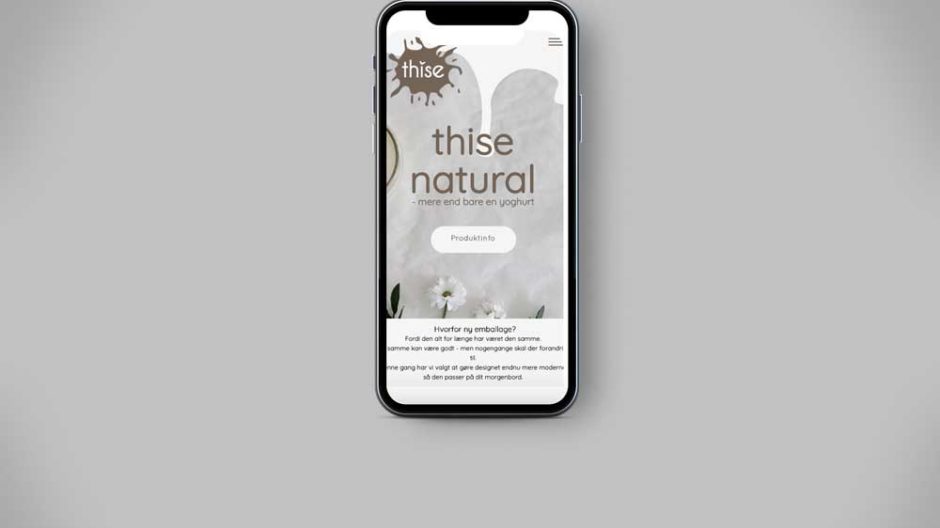 thise
thise
natural
- mere end bare en yoghurt
Produktinfo
Hvorfor ny emballage?
Fordi den alt for længe har været den samme.
samme kan være godt - men nogengange skal der forandri
til.
nne gang har vi valgt at gøre designet endnu mere moderne
så den passer på dit morgenbord.